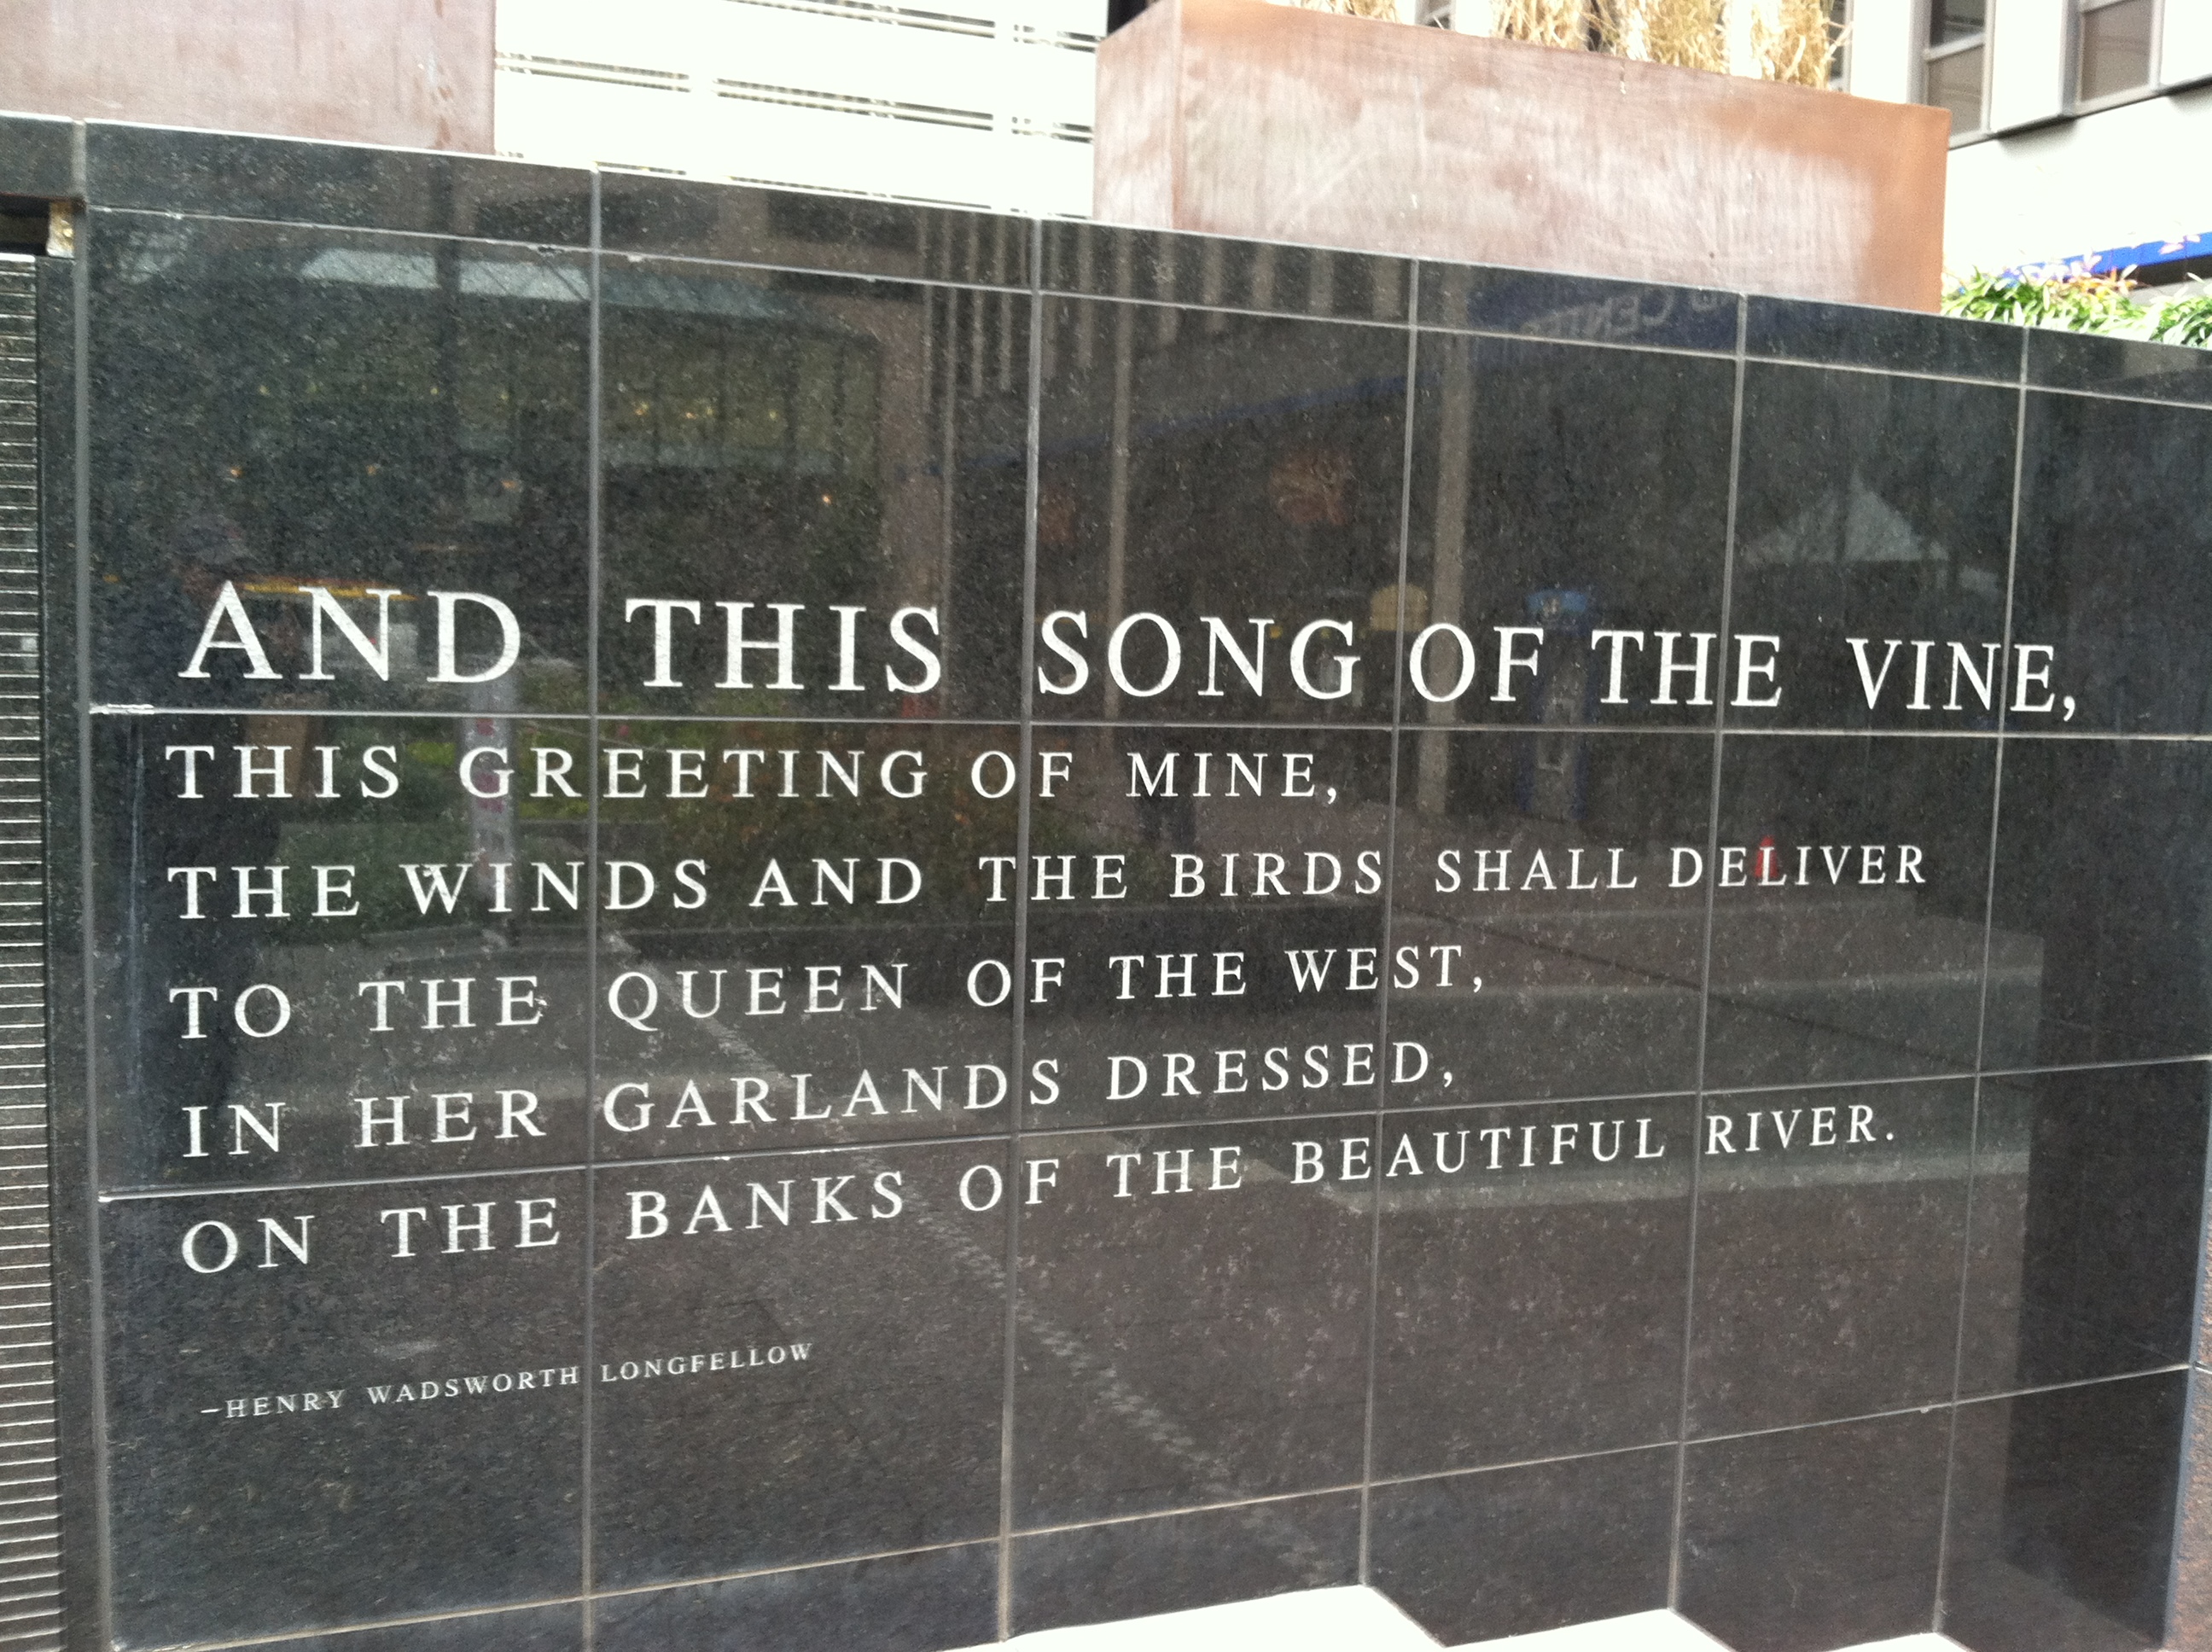 AND THIS SONG OF THE VINE,
THIS GREETING OF MINE,
THE WINDS AND THE BIRDS SHALL DELIVER
TO THE QUEEN OF THE WEST,
IN HER GARLANDS DRESSED,
ON THE BANKS OF THE BEAUTIFUL RIVER.
–HENRY WADSWORTH LONGFELLOW